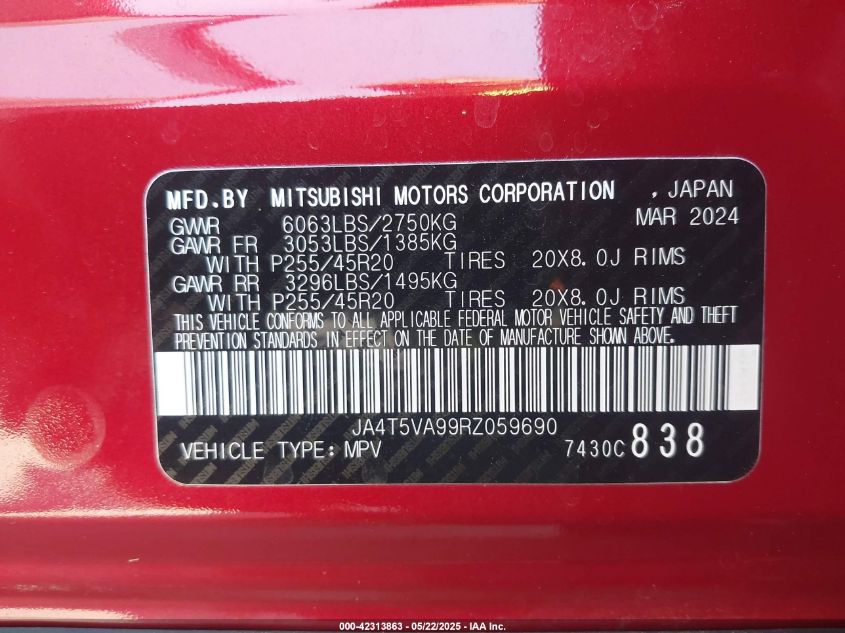 MFD.BY MITSUBISHI MOTORS CORPORATION , JAPAN
GVWR 6063LBS/2750KG MAR 2024
GAWR FR 3053LBS/1385KG
WITH P255/45R20 TIRES 20X8.0J RIMS
GAWR RR 3296LBS/1495KG
WITH P255/45R20 TIRES 20X8.0J RIMS
THIS VEHICLE CONFORMS TO ALL APPLICABLE FEDERAL MOTOR VEHICLE SAFETY AND THEFT
PREVENTION STANDARDS IN EFFECT ON THE DATE OF MANUFACTURE SHOWN ABOVE.
JA4T5VA99RZ059690
VEHICLE TYPE: MPV 7430C 838
000-42313863 - 05/22/2025 - IAA Inc.